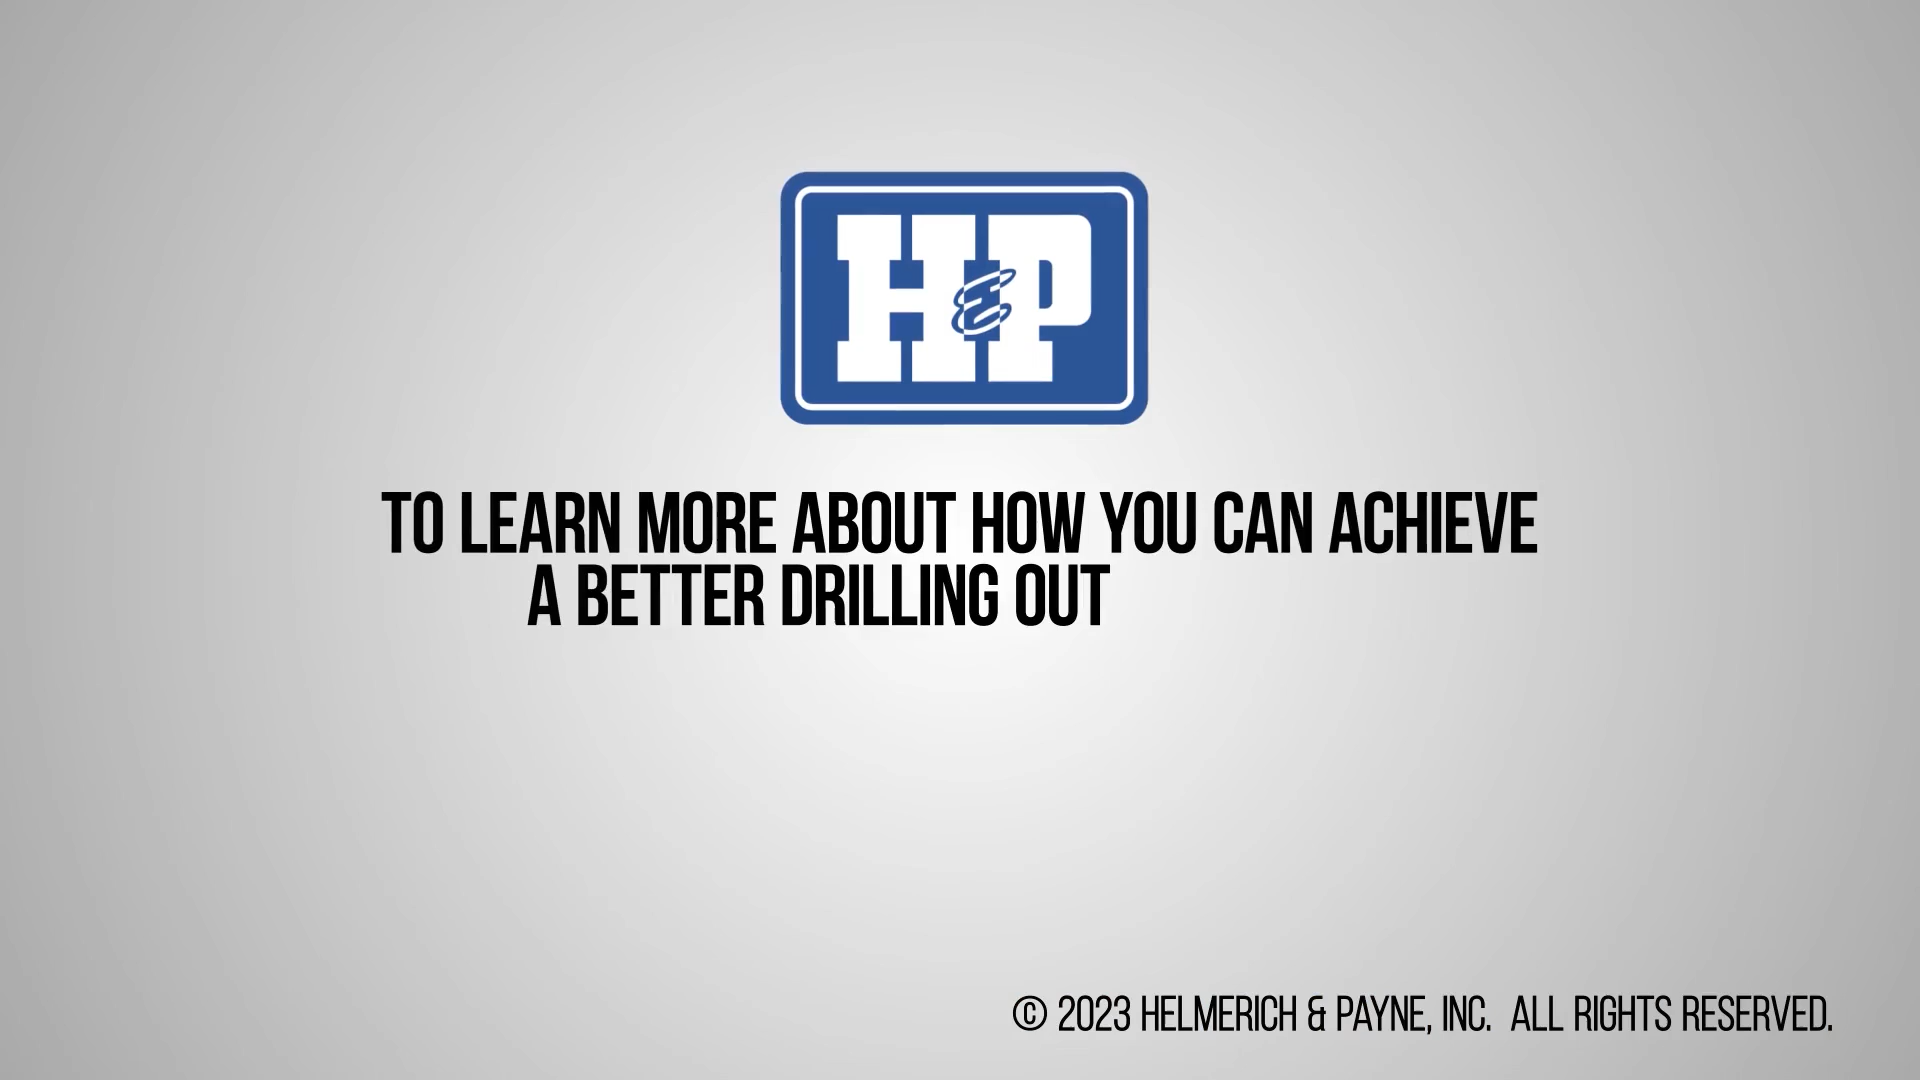 H&P
TO LEARN MORE ABOUT HOW YOU CAN ACHIEVE
A BETTER DRILLING OUT
© 2023 HELMERICH & PAYNE, INC. ALL RIGHTS RESERVED.